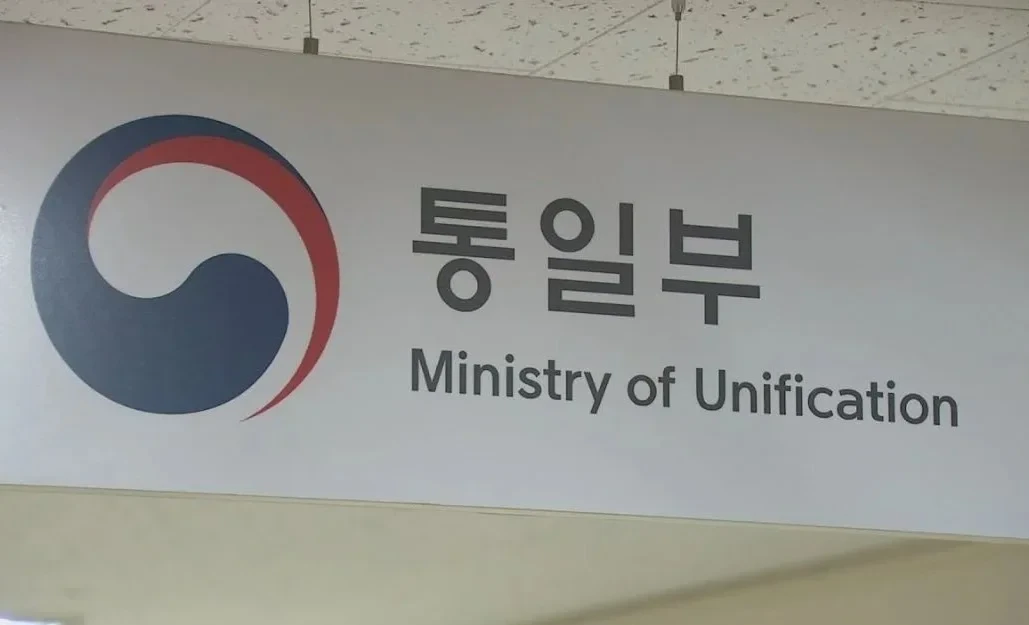 통일부
Ministry of Unification